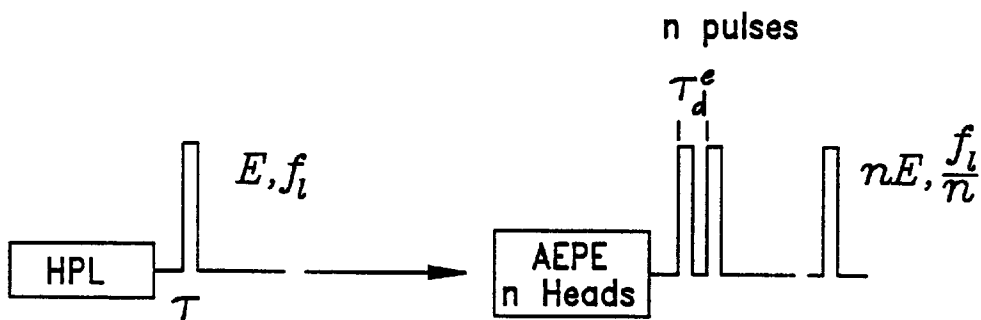 n pulses
τ_d^e
E, f_l
nE, f_l/n
HPL
τ
AEPE
n Heads